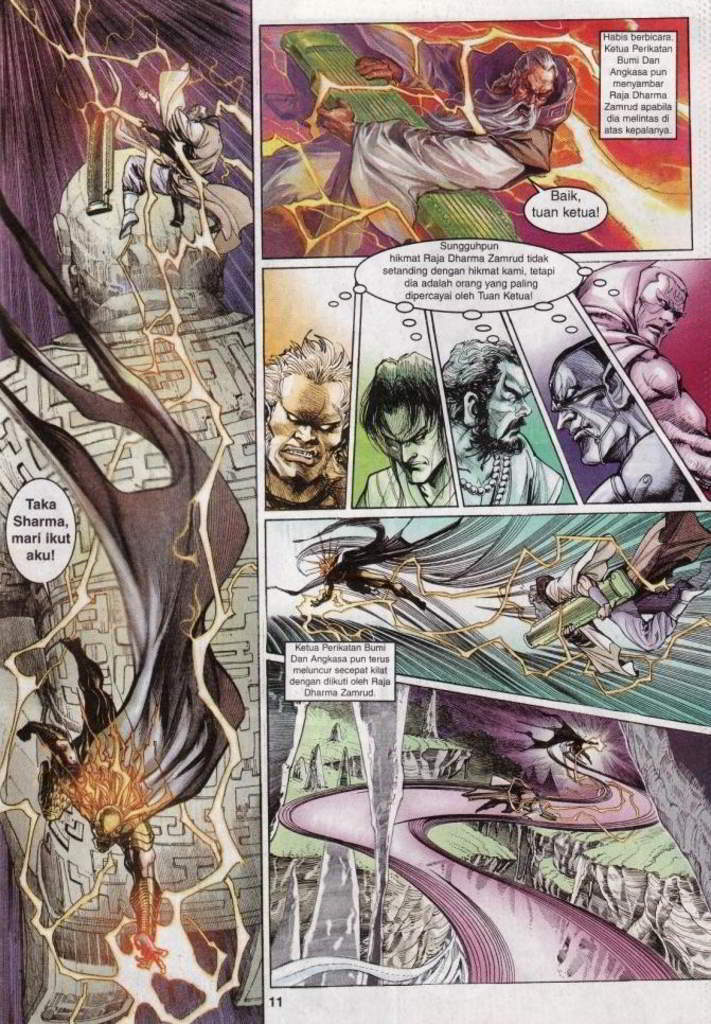 Taka
Sharma,
mari ikut
aku!
Habis berbicara,
Ketua Perikatan
Bumi Dan
Angkasa pun
menyambar
Raja Dharma
Zamrud apabila
dia melintas di
atas kepalanya.
Baik,
tuan ketua!
Sungguhpun
hikmat Raja Dharma Zamrud tidak
setanding dengan hikmat kami, tetapi
dia adalah orang yang paling
dipercayai oleh Tuan Ketua!
Ketua Perikatan Bumi
Dan Angkasa pun terus
meluncur secepat kilat
dengan diikuti oleh Raja
Dharma Zamrud.
11